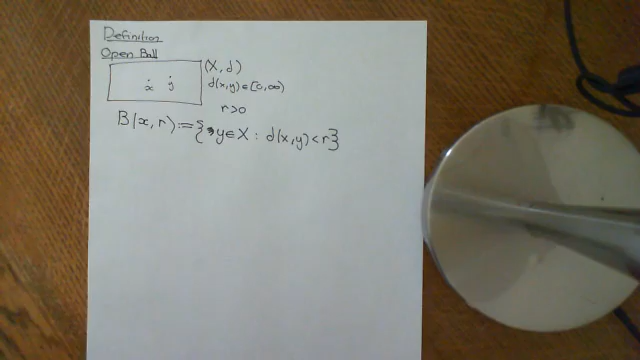 Definition
Open Ball
(X, d)
x y
d(x,y) ∈ [0,∞)
r>0
B(x, r) := { y ∈ X : d(x,y) < r}